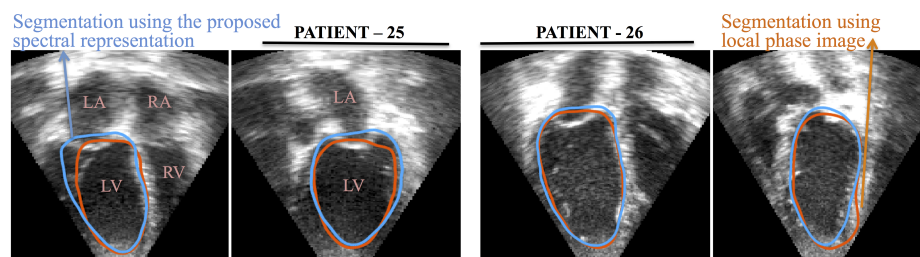 Segmentation using the proposed
spectral representation
PATIENT – 25
PATIENT - 26
Segmentation using
local phase image
LA
RA
LV
RV
LA
LV